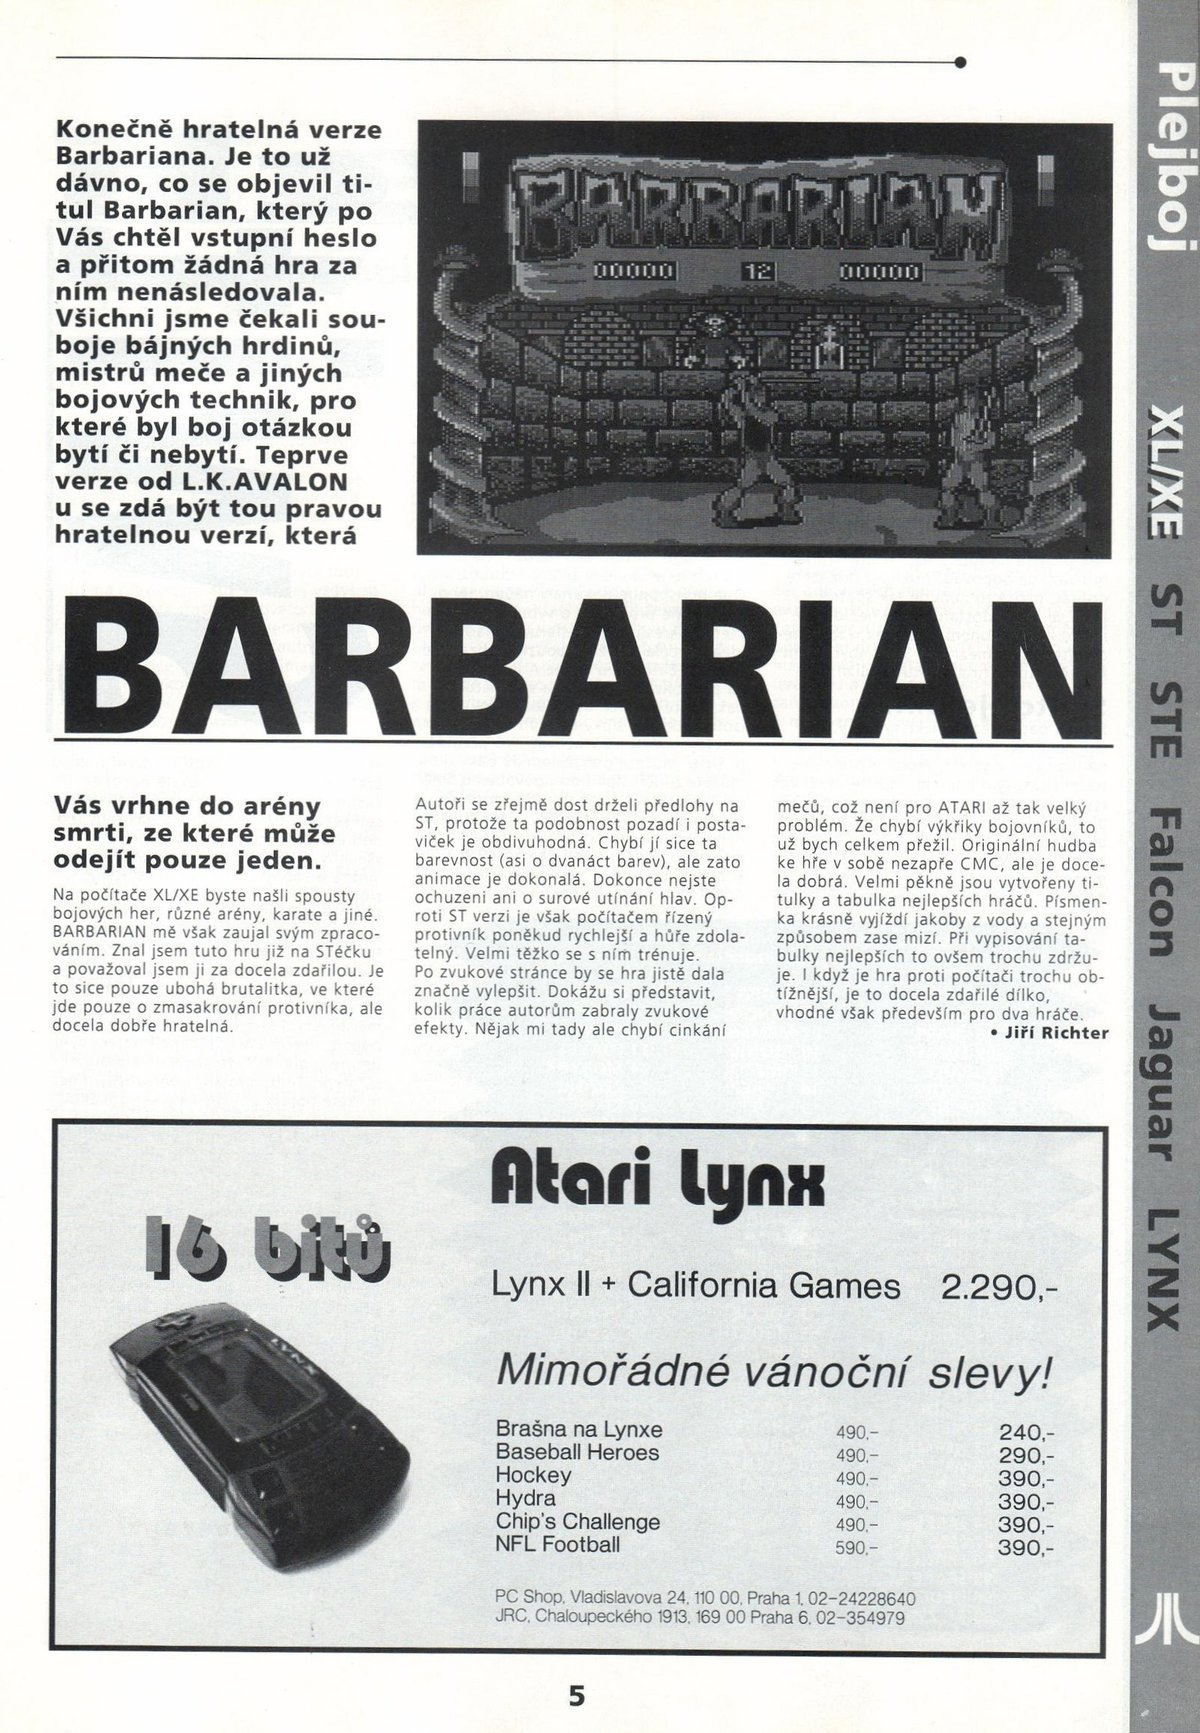 Konečně hratelná verze
Barbariana. Je to už
dávno, co se objevil ti-
tul Barbarian, který po
Vás chtěl vstupní heslo
a přitom žádná hra za
ním nenásledovala.
Všichni jsme čekali sou-
boje bájných hrdinů,
mistrů meče a jiných
bojových technik, pro
které byl boj otázkou
bytí či nebytí. Teprve
verze od L.K.AVALON
u se zdá být tou pravou
hratelnou verzí, která
BARBARIAN
00000 12 00000
BARBARIAN
Vás vrhne do arény
smrti, ze které může
odejít pouze jeden.
Na počítače XL/XE byste našli spousty
bojových her, různé arény, karate a jiné.
BARBARIAN mě však zaujal svým zpraco-
váním. Znal jsem tuto hru již na STéčku
a považoval jsem ji za docela zdařilou. Je
to sice pouze ubohá brutalitka, ve které
jde pouze o zmasakrování protivníka, ale
docela dobře hratelná.
Autoři se zřejmě dost drželi předlohy na
ST, protože ta podobnost pozadí i posta-
viček je obdivuhodná. Chybí jí sice ta
barevnost (asi o dvanáct barev), ale zato
animace je dokonalá. Dokonce nejste
ochuzeni ani o surové utínání hlav. Op-
roti ST verzi je však počítačem řízený
protivník poněkud rychlejší a hůře zdola-
telný. Velmi těžko se s ním trénuje.
Po zvukové stránce by se hra jistě dala
značně vylepšit. Dokážu si představit,
kolik práce autorům zabraly zvukové
efekty. Nějak mi tady ale chybí cinkání
mečů, což není pro ATARI až tak velký
problém. Že chybí výkřiky bojovníků, to
už bych celkem přežil. Originální hudba
ke hře v sobě nezapře CMC, ale je doce-
la dobrá. Velmi pěkně jsou vytvořeny ti-
tulky a tabulka nejlepších hráčů. Písmen-
ka krásně vyjíždí jakoby z vody a stejným
způsobem zase mizí. Při vypisování ta-
bulky nejlepších to ovšem trochu zdržu-
je. I když je hra proti počítači trochu ob-
tížnější, je to docela zdařilé dílko,
vhodné však především pro dva hráče.
• Jiří Richter
16 bitů
LYNX
Atari Lynx
Lynx II + California Games 2.290,-
Mimořádné vánoční slevy!
Brašna na Lynxe 490,- 240,-
Baseball Heroes 490,- 290,-
Hockey 490,- 390,-
Hydra 490,- 390,-
Chip's Challenge 490,- 390,-
NFL Football 590,- 390,-
PC Shop, Vladislavova 24, 110 00, Praha 1, 02-24228640
JRC, Chaloupeckého 1913, 169 00 Praha 6, 02-354979
5
Plejboj XL/XE ST STE Falcon Jaguar LYNX